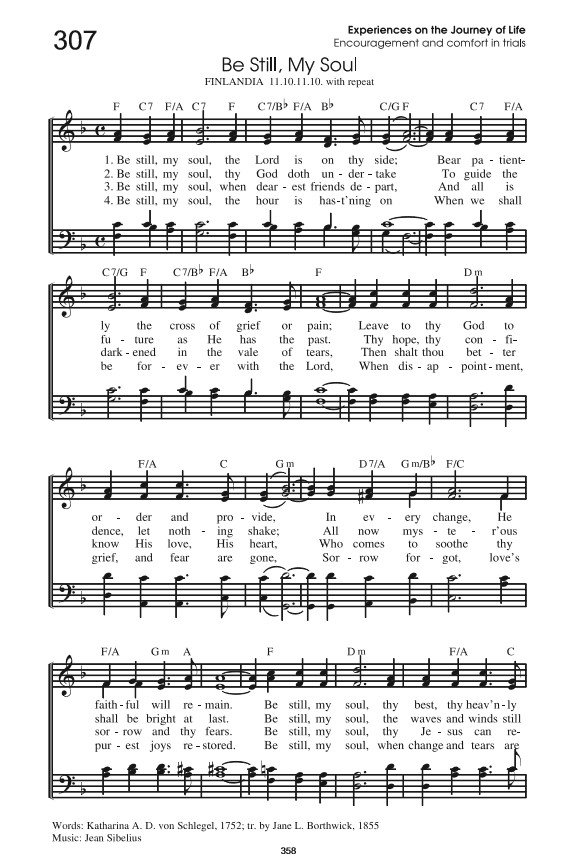 307
Experiences on the Journey of Life
Encouragement and comfort in trials
Be Still, My Soul
FINLANDIA 11.10.11.10. with repeat
F C7 F/A C7 F C7/B♭ F/A B♭ C/G F C7 F/A
1. Be still, my soul, the Lord is on thy side; Bear pa - tient-
2. Be still, my soul, thy God doth un - der - take To guide the
3. Be still, my soul, when dear - est friends de - part, And all is
4. Be still, my soul, the hour is has-t'ning on When we shall
C7/G F C7/B♭ F/A B♭ F Dm
ly the cross of grief or pain; Leave to thy God to
fu - ture as He has the past. Thy hope, thy con - fi-
dark - ened in the vale of tears, Then shalt thou bet - ter
be for - ev - er with the Lord, When dis - ap - point - ment,
F/A C Gm D7/A Gm/B♭ F/C
or - der and pro - vide, In ev - ery change, He
dence, let noth - ing shake; All now mys - te - r'ous
know His love, His heart, Who comes to soothe thy
grief, and fear are gone, Sor - row for - got, love's
F/A Gm A F Dm F/A C
faith - ful will re - main. Be still, my soul, thy best, thy heav'n-ly
shall be bright at last. Be still, my soul, the waves and winds still
sor - row and thy fears. Be still, my soul, thy Je - sus can re-
pur - est joys re - stored. Be still, my soul, when change and tears are
Words: Katharina A. D. von Schlegel, 1752; tr. by Jane L. Borthwick, 1855
Music: Jean Sibelius
358